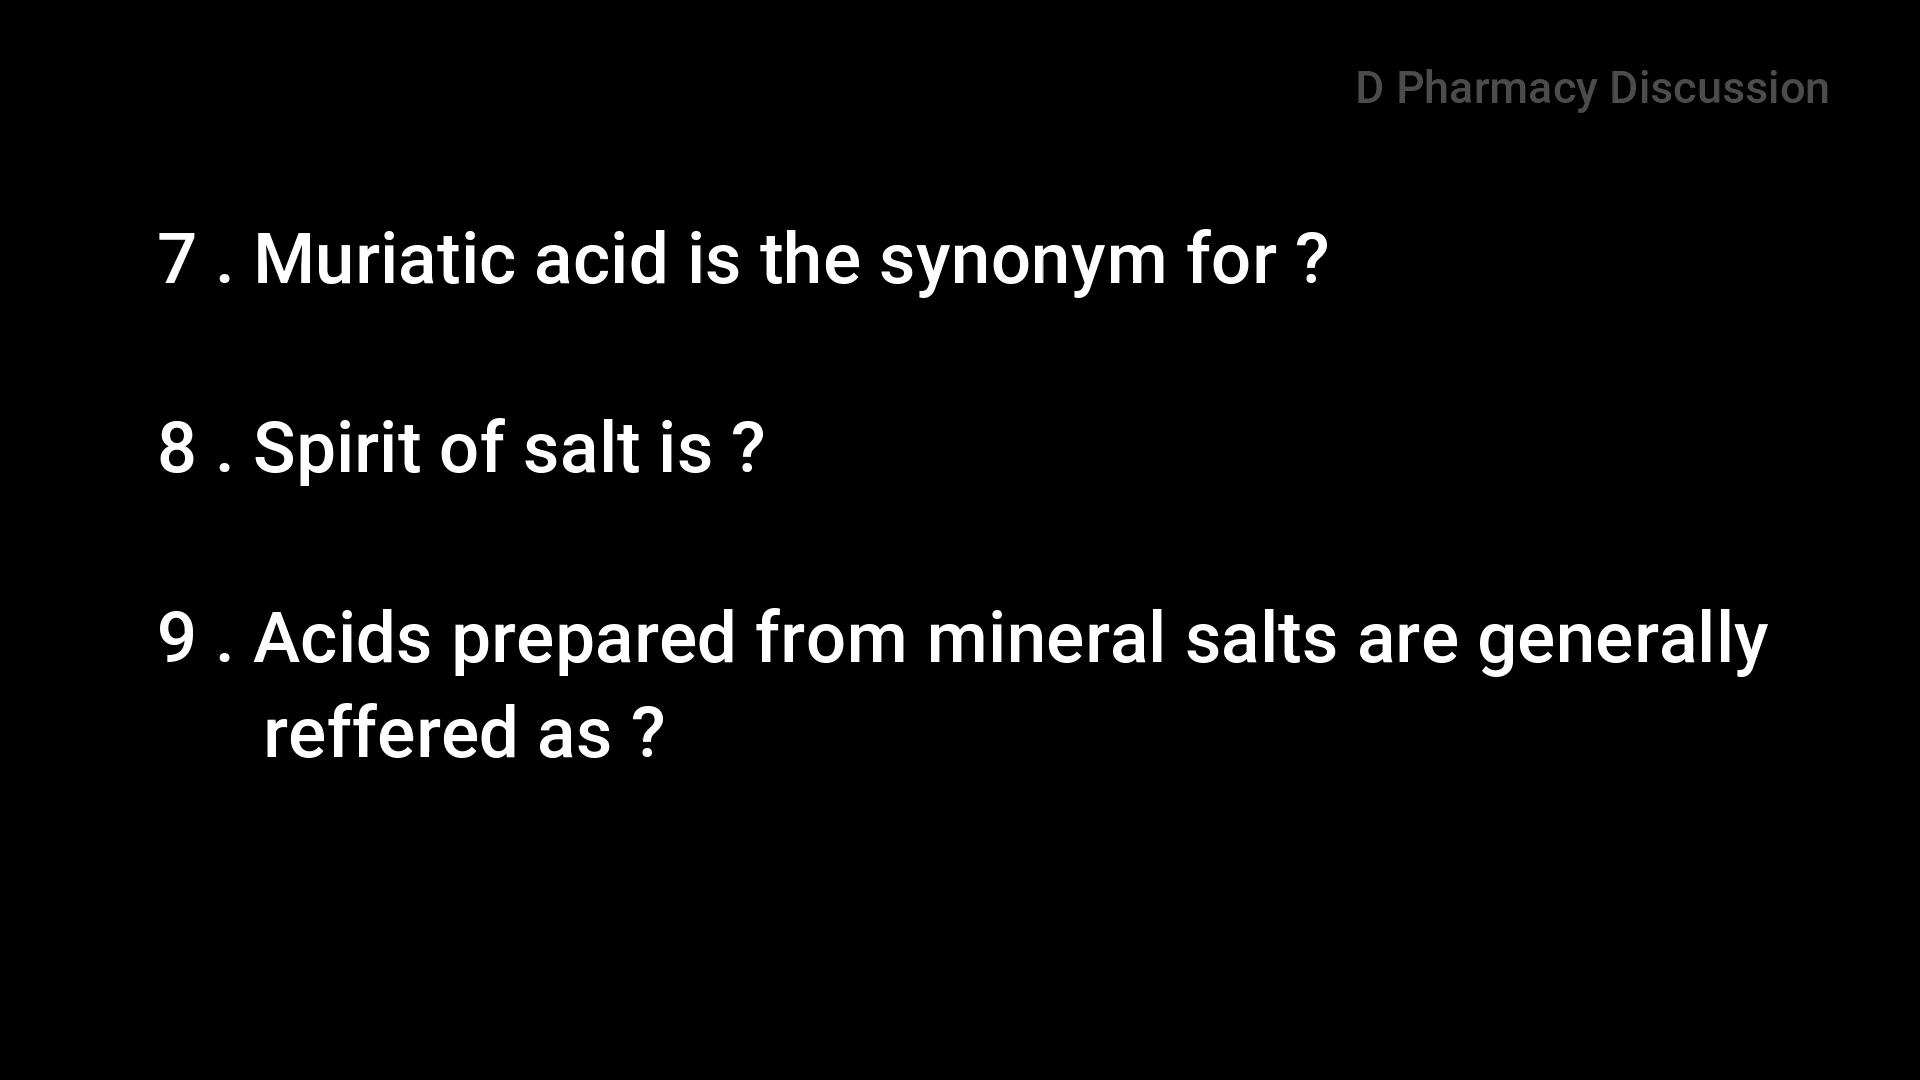 D Pharmacy Discussion
7 . Muriatic acid is the synonym for ?
8 . Spirit of salt is ?
9 . Acids prepared from mineral salts are generally
reffered as ?